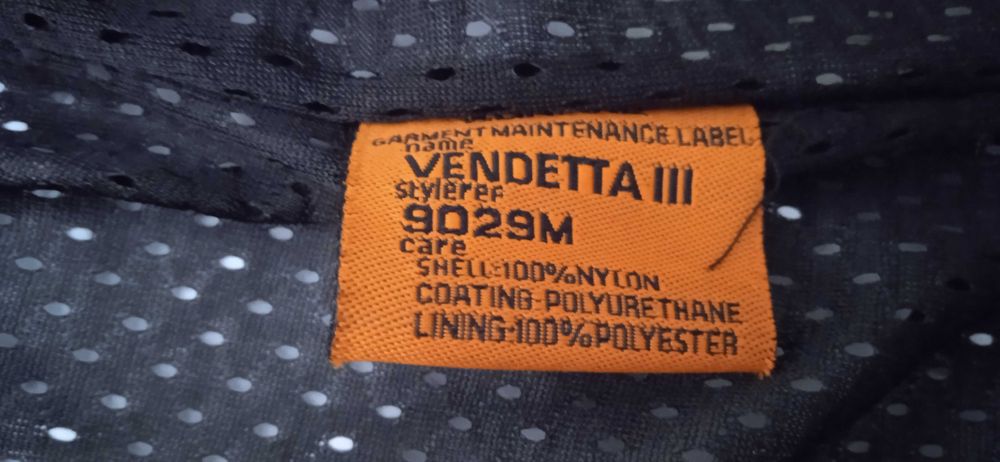 GARMENT MAINTENANCE LABEL
name
VENDETTA III
styleref
9029M
care
SHELL:100%NYLON
COATING-POLYURETHANE
LINING:100%POLYESTER